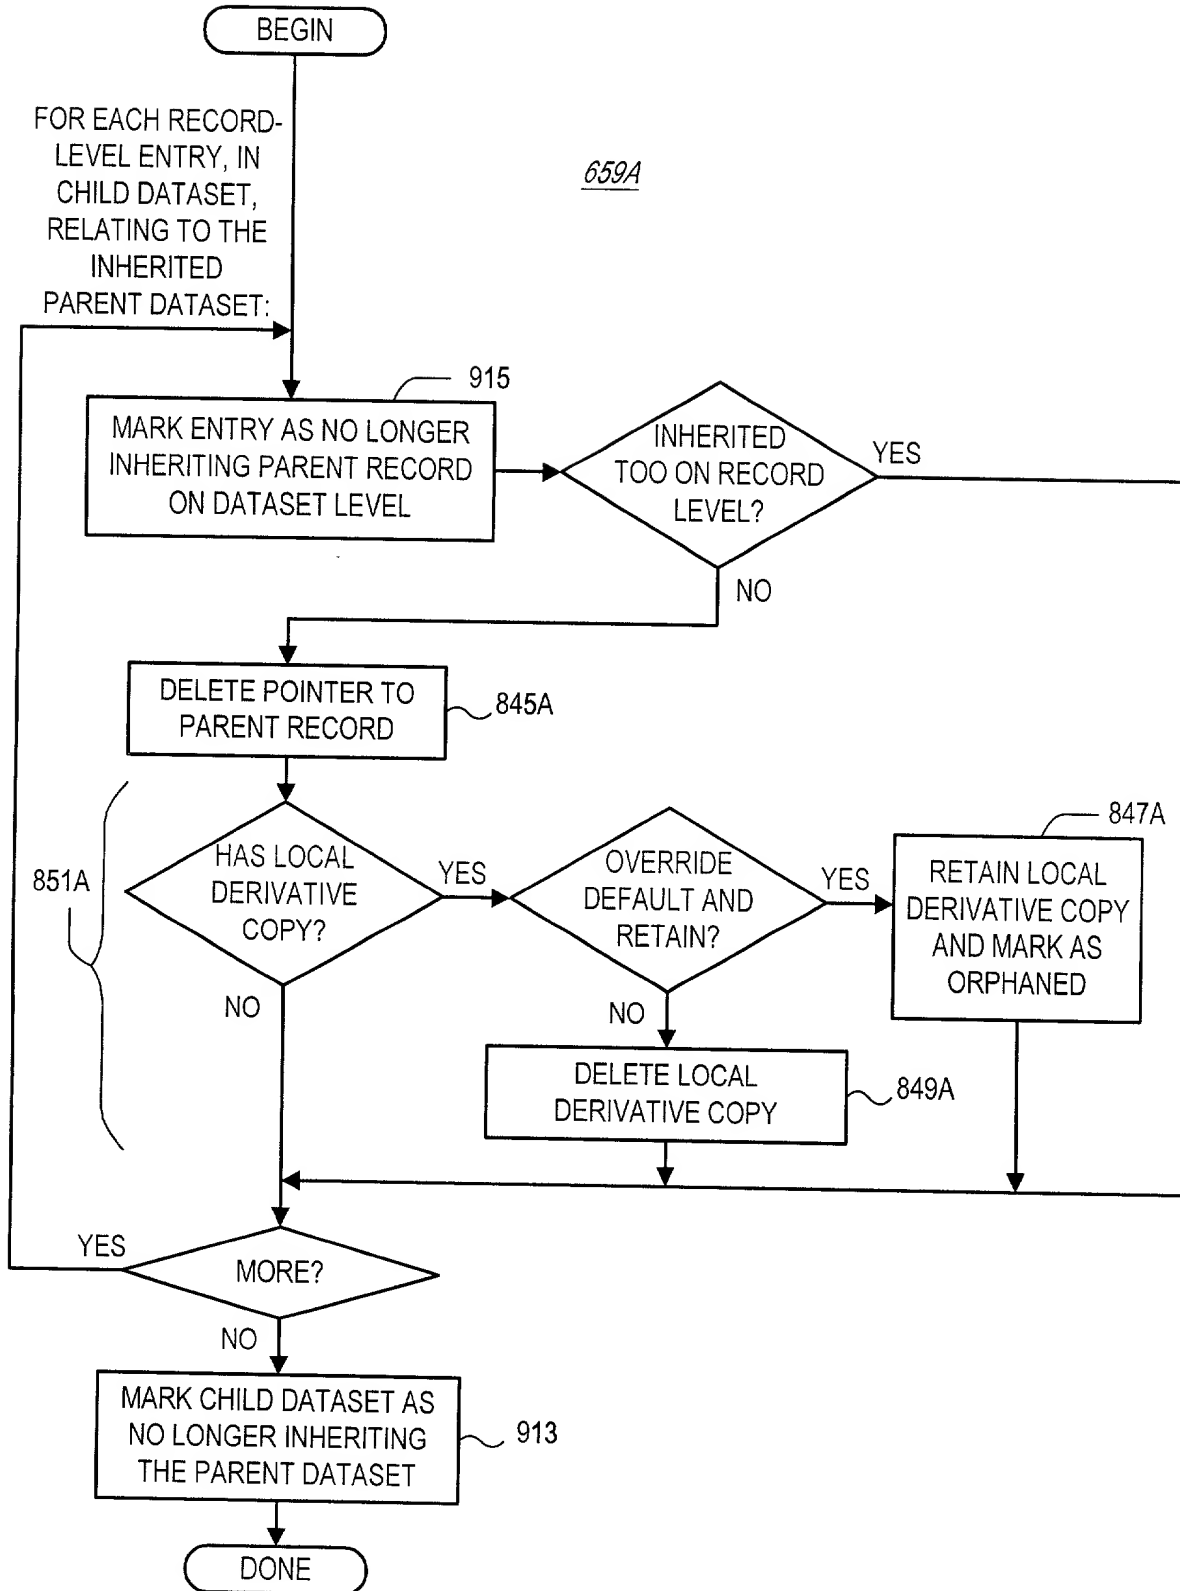 BEGIN
FOR EACH RECORD-
LEVEL ENTRY, IN
CHILD DATASET,
RELATING TO THE
INHERITED
PARENT DATASET:
659A
915
MARK ENTRY AS NO LONGER
INHERITING PARENT RECORD
ON DATASET LEVEL
INHERITED
TOO ON RECORD
LEVEL?
YES
NO
DELETE POINTER TO
PARENT RECORD
845A
851A
HAS LOCAL
DERIVATIVE
COPY?
YES
NO
OVERRIDE
DEFAULT AND
RETAIN?
YES
NO
847A
RETAIN LOCAL
DERIVATIVE COPY
AND MARK AS
ORPHANED
DELETE LOCAL
DERIVATIVE COPY
849A
YES
MORE?
NO
MARK CHILD DATASET AS
NO LONGER INHERITING
THE PARENT DATASET
913
DONE